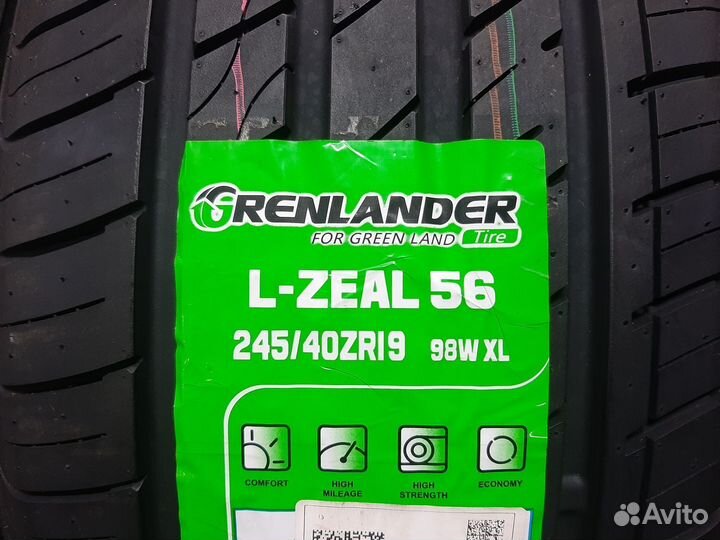 GRENLANDER
FOR GREEN LAND Tire
L-ZEAL 56
245/40ZR19 98W XL
COMFORT
HIGH MILEAGE
HIGH STRENGTH
ECONOMY
Avito